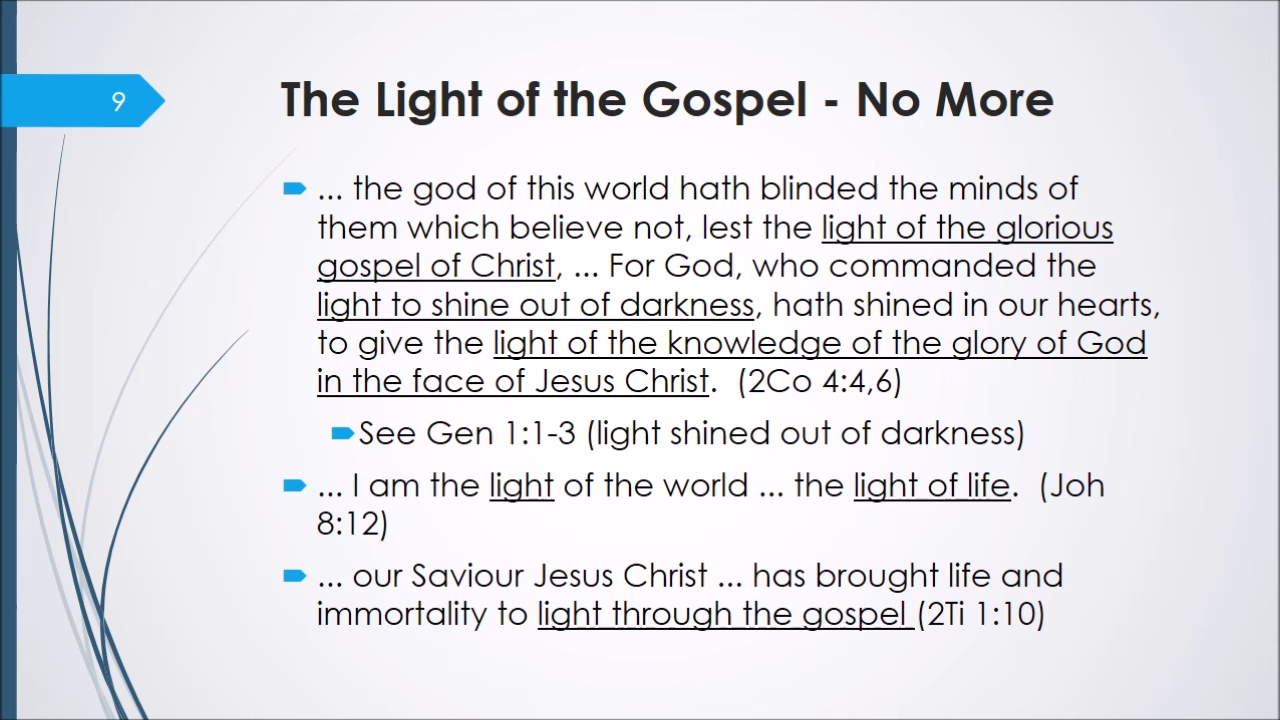 9
The Light of the Gospel - No More
... the god of this world hath blinded the minds of
them which believe not, lest the light of the glorious
gospel of Christ, ... For God, who commanded the
light to shine out of darkness, hath shined in our hearts,
to give the light of the knowledge of the glory of God
in the face of Jesus Christ.  (2Co 4:4,6)
See Gen 1:1-3 (light shined out of darkness)
... I am the light of the world ... the light of life.  (Joh
8:12)
... our Saviour Jesus Christ ... has brought life and
immortality to light through the gospel (2Ti 1:10)